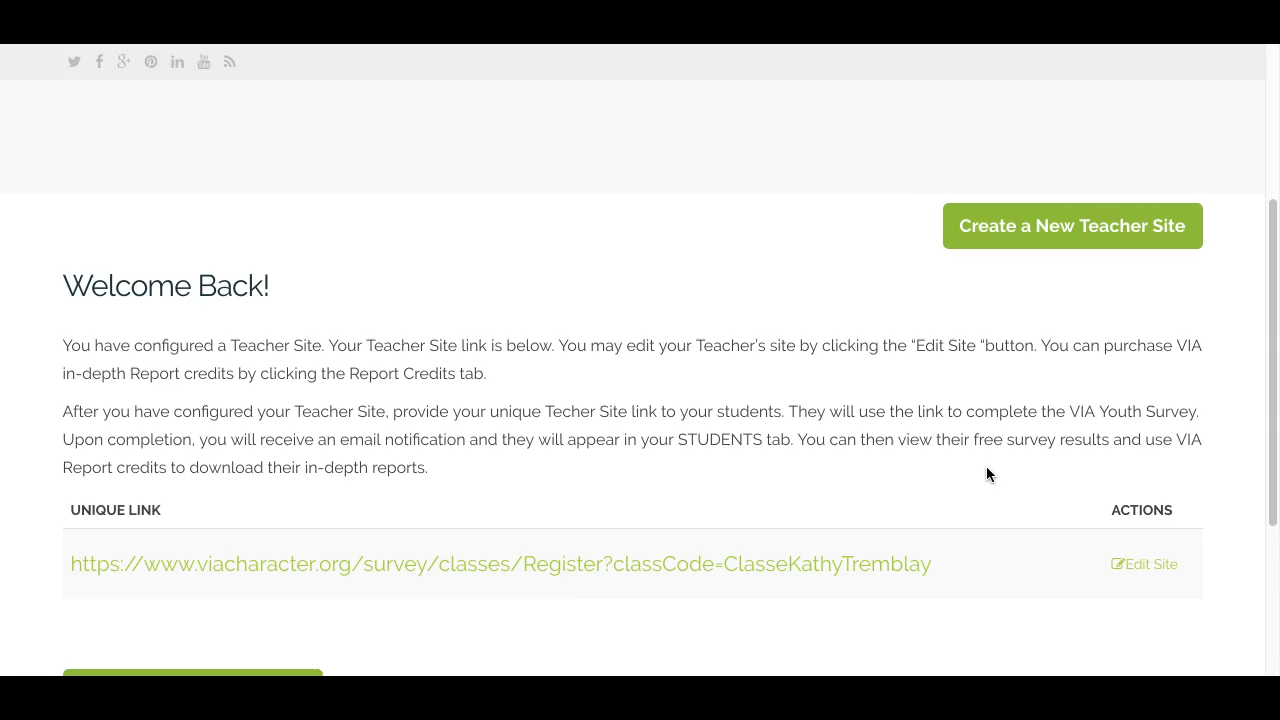 Create a New Teacher Site
Welcome Back!
You have configured a Teacher Site. Your Teacher Site link is below. You may edit your Teacher's site by clicking the “Edit Site “button. You can purchase VIA
in-depth Report credits by clicking the Report Credits tab.
After you have configured your Teacher Site, provide your unique Techer Site link to your students. They will use the link to complete the VIA Youth Survey.
Upon completion, you will receive an email notification and they will appear in your STUDENTS tab. You can then view their free survey results and use VIA
Report credits to download their in-depth reports.
UNIQUE LINK ACTIONS
https://www.viacharacter.org/survey/classes/Register?classCode=ClasseKathyTremblay Edit Site